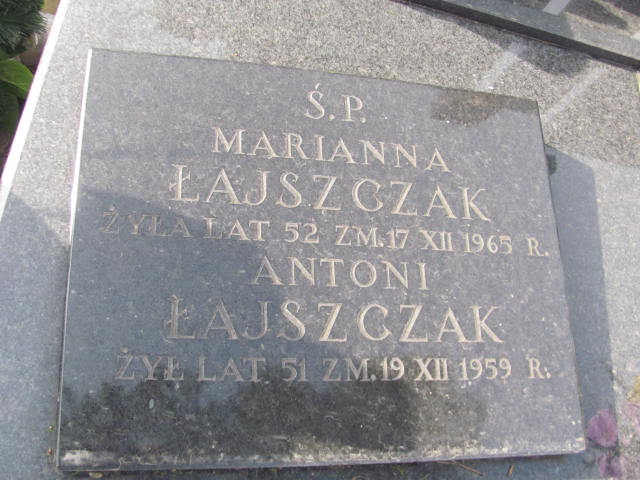 Ś.P.
MARIANNA
ŁAJSZCZAK
ŻYŁA LAT 52 ZM. 17 XII 1965 R.
ANTONI
ŁAJSZCZAK
ŻYŁ LAT 51 ZM. 19 XII 1959 R.